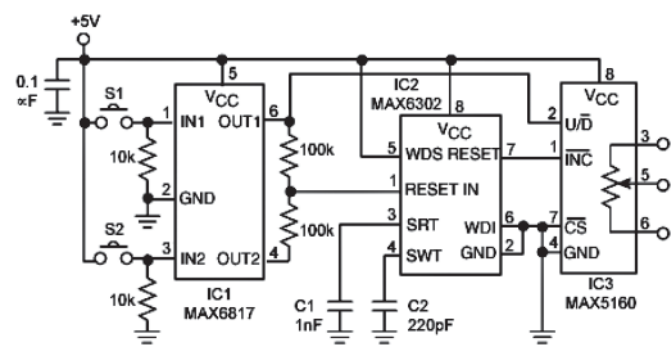 +5V
0.1
∝F
S1
10k
S2
10k
1
IN1
2
GND
3
IN2
5
VCC
OUT1
6
OUT2
4
IC1
MAX6817
100k
100k
IC2
MAX6302
8
VCC
5
WDS
RESET
7
1
RESET IN
3
SRT
WDI
6
4
SWT
GND
2
C1
1nF
C2
220pF
8
VCC
2
U/D̅
1
I̅N̅C̅
7
C̅S̅
4
GND
3
5
6
IC3
MAX5160